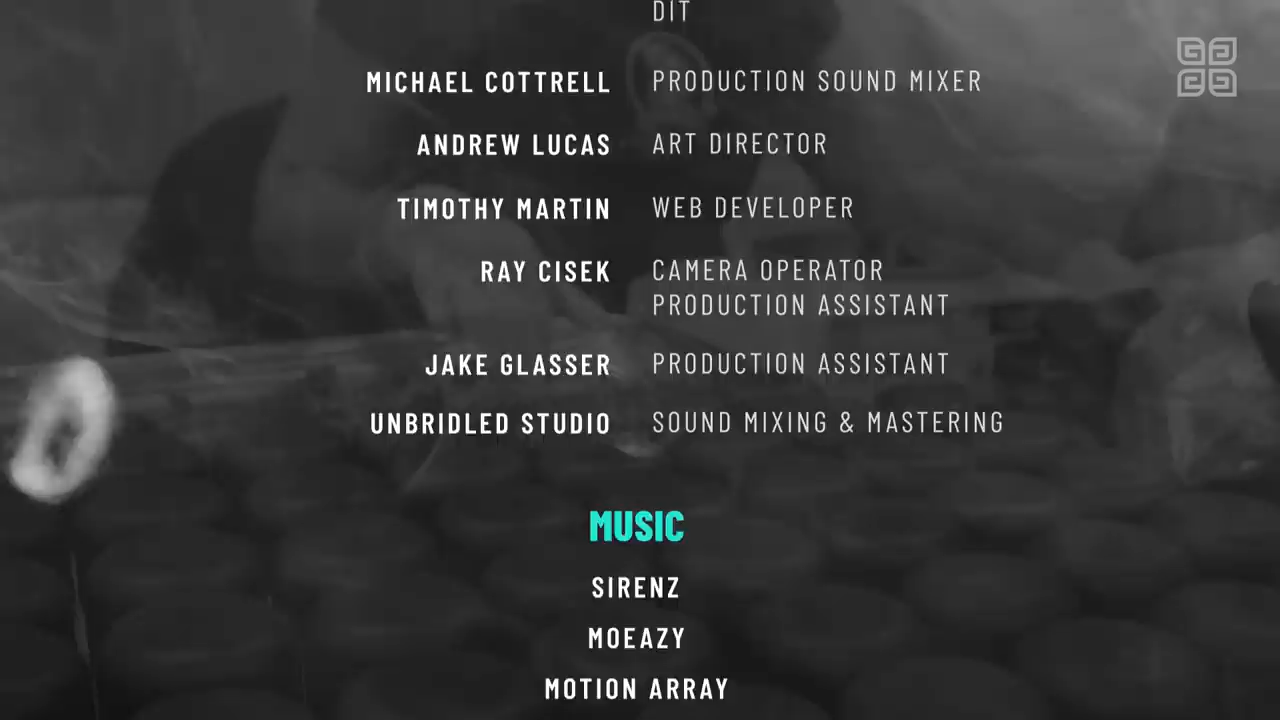 DIT
MICHAEL COTTRELL PRODUCTION SOUND MIXER
ANDREW LUCAS ART DIRECTOR
TIMOTHY MARTIN WEB DEVELOPER
RAY CISEK CAMERA OPERATOR
PRODUCTION ASSISTANT
JAKE GLASSER PRODUCTION ASSISTANT
UNBRIDLED STUDIO SOUND MIXING & MASTERING
MUSIC
SIRENZ
MOEAZY
MOTION ARRAY